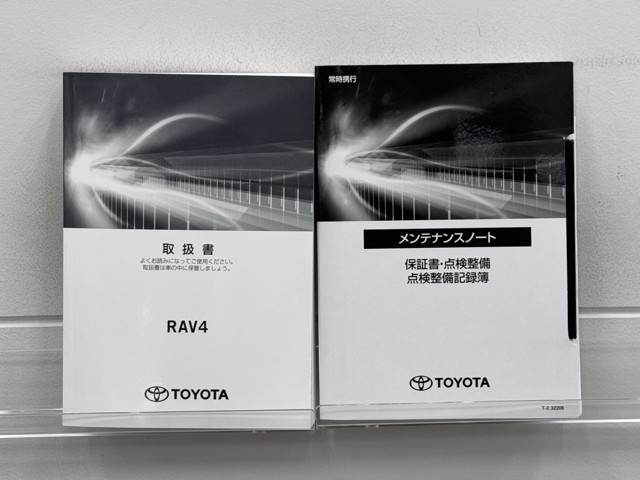 取扱書
よくお読みになってご使用ください。
取扱書は車の中に保管しましょう。
RAV4
TOYOTA
常時携行
メンテナンスノート
保証書・点検整備
点検整備記録簿
TOYOTA
T-2 32206